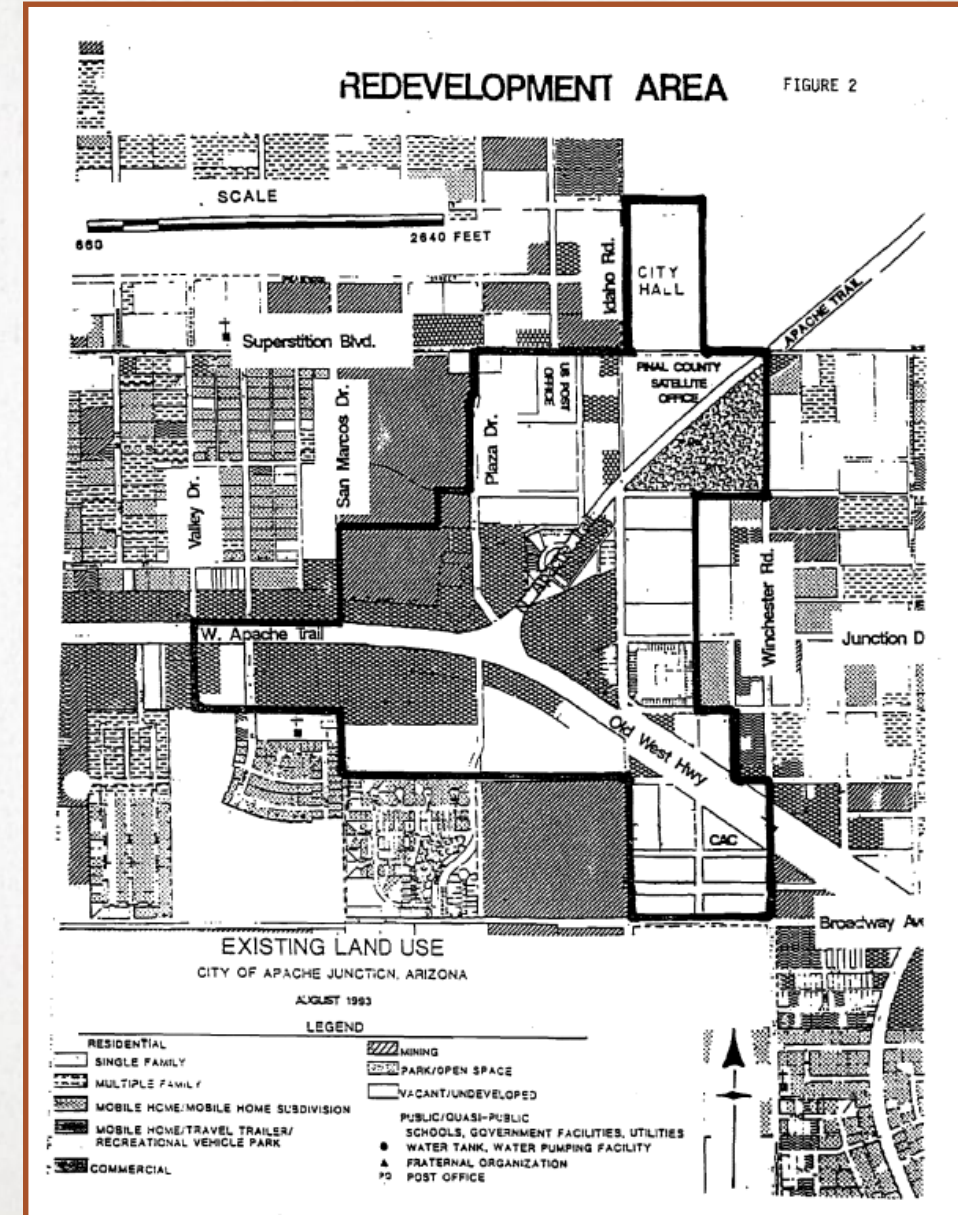 REDEVELOPMENT AREA
FIGURE 2
SCALE
660
2640 FEET
Idaho Rd.
CITY
HALL
APACHE TRAIL
STREET
Superstition Blvd.
PINAL COUNTY
SATELLITE
OFFICE
US POST
OFFICE
Plaza Dr.
San Marcos Dr.
Valley Dr.
Winchester Rd.
W. Apache Trail
Junction D
Old West Hwy
CAC
Broadway Av
EXISTING LAND USE
CITY OF APACHE JUNCTION, ARIZONA
AUGUST 1993
LEGEND
RESIDENTIAL
SINGLE FAMILY
MULTIPLE FAMILY
MOBILE HOME/MOBILE HOME SUBDIVISION
MOBILE HOME/TRAVEL TRAILER/
RECREATIONAL VEHICLE PARK
COMMERCIAL
MINING
PARK/OPEN SPACE
VACANT/UNDEVELOPED
PUBLIC/QUASI-PUBLIC
SCHOOLS, GOVERNMENT FACILITIES, UTILITIES
WATER TANK, WATER PUMPING FACILITY
FRATERNAL ORGANIZATION
PO POST OFFICE